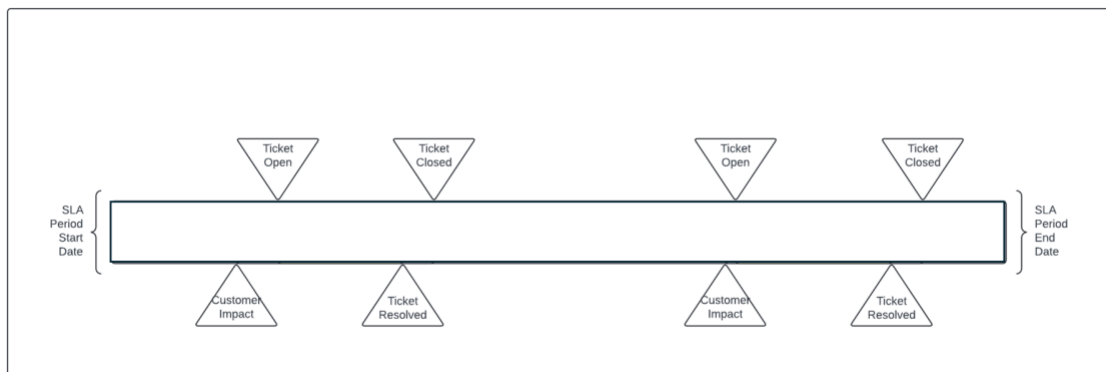 Ticket
Open
Ticket
Closed
Ticket
Open
Ticket
Closed
SLA
Period
Start
Date
SLA
Period
End
Date
Customer
Impact
Ticket
Resolved
Customer
Impact
Ticket
Resolved